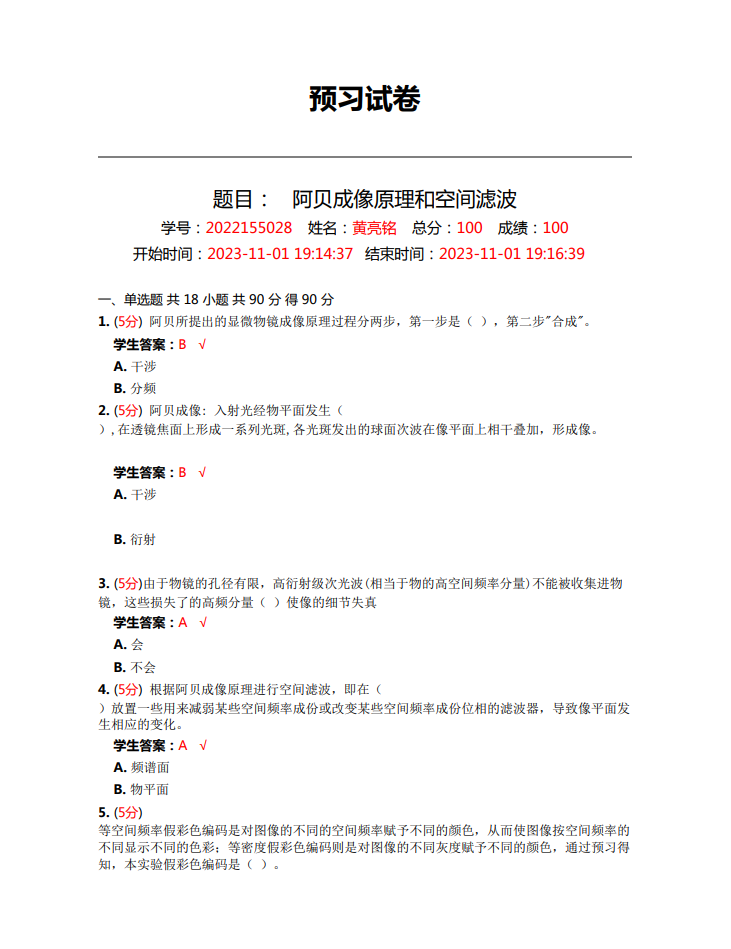 预习试卷
题目： 阿贝成像原理和空间滤波
学号：2022155028 姓名：黄亮铭 总分：100 成绩：100
开始时间：2023-11-01 19:14:37 结束时间：2023-11-01 19:16:39
一、单选题 共 18 小题 共 90 分 得 90 分
1. (5分) 阿贝所提出的显微物镜成像原理过程分两步，第一步是（ ），第二步"合成"。
学生答案：B √
A. 干涉
B. 分频
2. (5分) 阿贝成像: 入射光经物平面发生（
）,在透镜焦面上形成一系列光斑,各光斑发出的球面次波在像平面上相干叠加，形成像。
学生答案：B √
A. 干涉
B. 衍射
3. (5分)由于物镜的孔径有限，高衍射级次光波(相当于物的高空间频率分量)不能被收集进物
镜，这些损失了的高频分量（ ）使像的细节失真
学生答案：A √
A. 会
B. 不会
4. (5分) 根据阿贝成像原理进行空间滤波，即在（
）放置一些用来减弱某些空间频率成份或改变某些空间频率成份位相的滤波器，导致像平面发
生相应的变化。
学生答案：A √
A. 频谱面
B. 物平面
5. (5分)
等空间频率假彩色编码是对图像的不同的空间频率赋予不同的颜色，从而使图像按空间频率的
不同显示不同的色彩；等密度假彩色编码则是对图像的不同灰度赋予不同的颜色，通过预习得
知，本实验假彩色编码是（ ）。